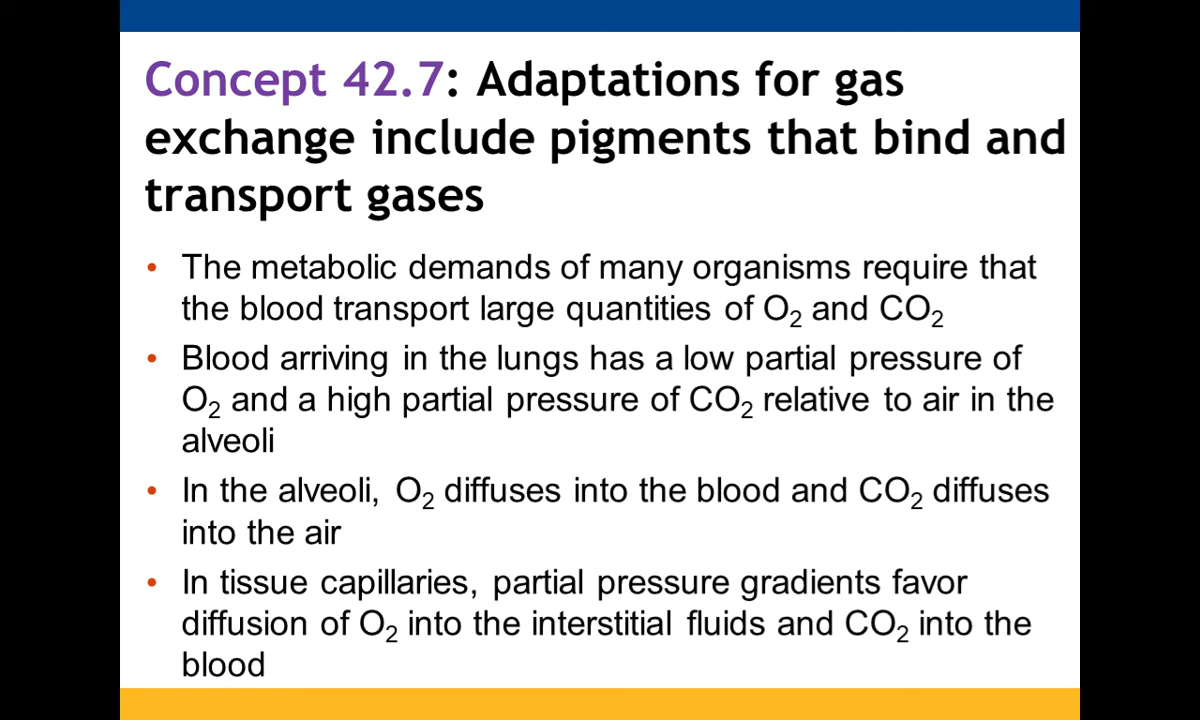 Concept 42.7: Adaptations for gas
exchange include pigments that bind and
transport gases
• The metabolic demands of many organisms require that
the blood transport large quantities of O₂ and CO₂
• Blood arriving in the lungs has a low partial pressure of
O₂ and a high partial pressure of CO₂ relative to air in the
alveoli
• In the alveoli, O₂ diffuses into the blood and CO₂ diffuses
into the air
• In tissue capillaries, partial pressure gradients favor
diffusion of O₂ into the interstitial fluids and CO₂ into the
blood